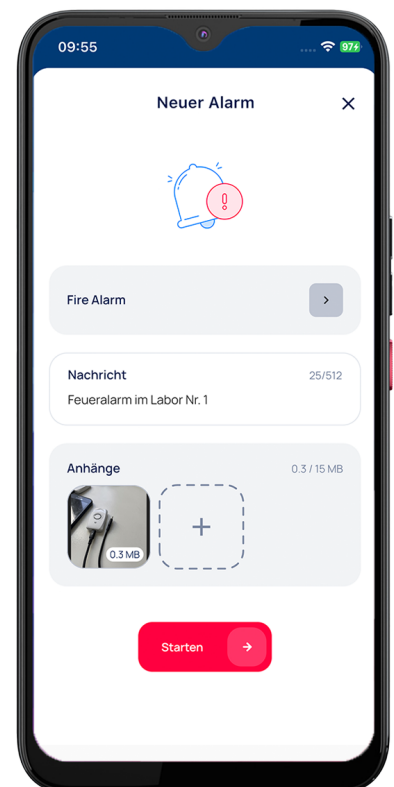 09:55
97
Neuer Alarm
Fire Alarm
Nachricht
25/512
Feueralarm im Labor Nr. 1
Anhänge
0.3 / 15 MB
0.3 MB
Starten